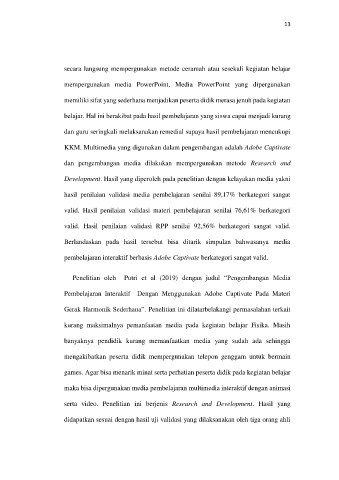 13
secara langsung mempergunakan metode ceramah atau sesekali kegiatan belajar
mempergunakan media PowerPoint. Media PowerPoint yang dipergunakan
memiliki sifat yang sederhana menjadikan peserta didik merasa jenuh pada kegiatan
belajar. Hal ini berakibat pada hasil pembelajaran yang siswa capai menjadi kurang
dan guru seringkali melaksanakan remedial supaya hasil pembelajaran mencukupi
KKM. Multimedia yang digunakan dalam pengembangan adalah Adobe Captivate
dan pengembangan media dilakukan mempergunakan metode Research and
Development. Hasil yang diperoleh pada penelitian dengan kelayakan media yakni
hasil penilaian validasi media pembelajaran senilai 89,17% berkategori sangat
valid. Hasil penilaian validasi materi pembelajaran senilai 76,61% berkategori
valid. Hasil penilaian validasi RPP senilai 92,56% berkategori sangat valid.
Berlandaskan pada hasil tersebut bisa ditarik simpulan bahwasanya media
pembelajaran interaktif berbasis Adobe Captivate berkategori sangat valid.
Penelitian oleh Putri et al (2019) dengan judul “Pengembangan Media
Pembelajaran Interaktif Dengan Menggunakan Adobe Captivate Pada Materi
Gerak Harmonik Sederhana”. Penelitian ini dilatarbelakangi permasalahan terkait
kurang maksimalnya pemanfaatan media pada kegiatan belajar Fisika. Masih
banyaknya pendidik kurang memanfaatkan media yang sudah ada sehingga
mengakibatkan peserta didik mempergunakan telepon genggam untuk bermain
games. Agar bisa menarik minat serta perhatian peserta didik pada kegiatan belajar
maka bisa dipergunakan media pembelajaran multimedia interaktif dengan animasi
serta video. Penelitian ini berjenis Research and Development. Hasil yang
didapatkan sesuai dengan hasil uji validasi yang dilaksanakan oleh tiga orang ahli